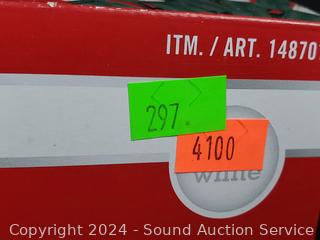 ITM. / ART. 148701
297.
4100
white
Copyright 2024 - Sound Auction Service